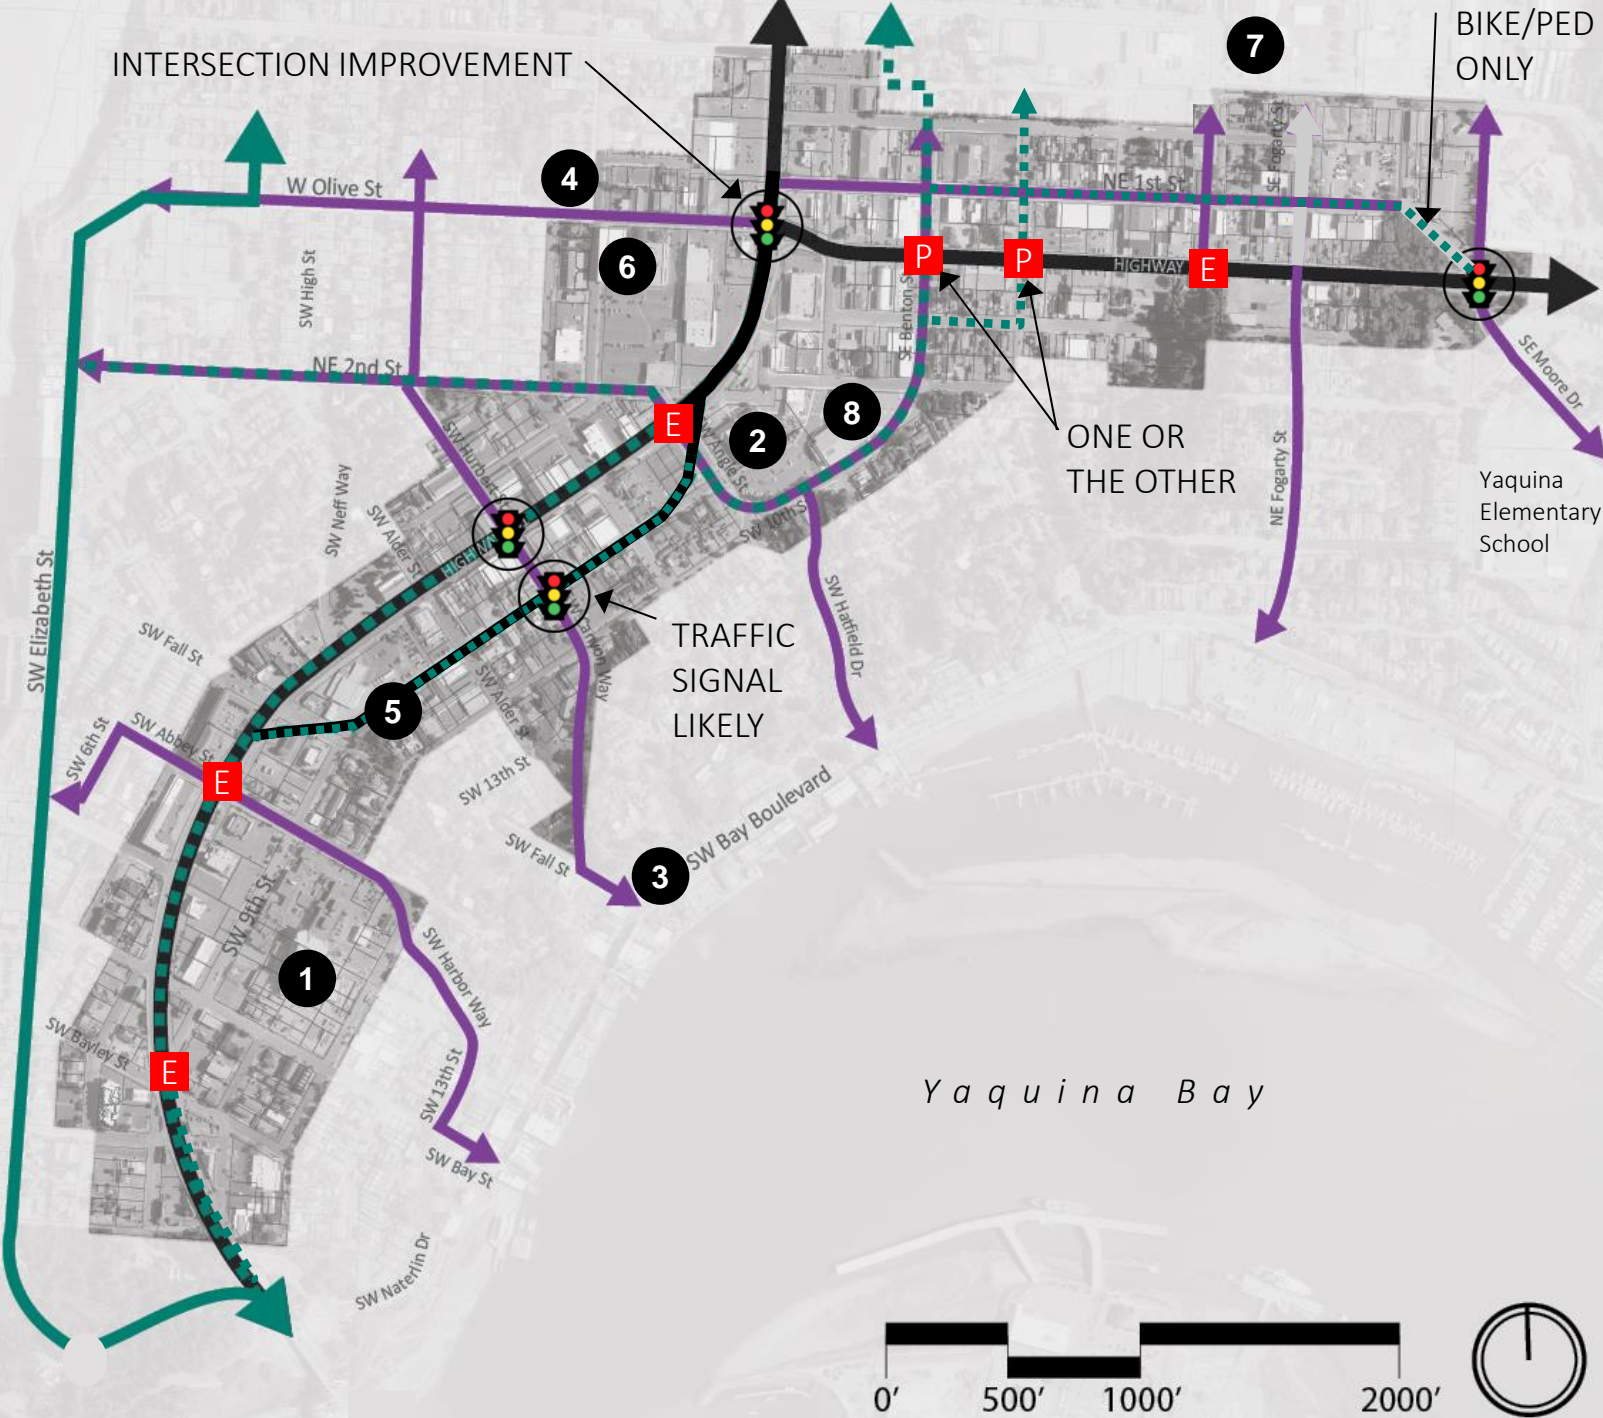 BIKE/PED
ONLY
7
INTERSECTION IMPROVEMENT
SE Fogarty St
4
W Olive St
NE 1st St
6
SW High St
P
P
E
HIGHWAY
SE Benton St
NE 2nd St
SE Moore Dr
8
2
E
SW Angle St
ONE OR
THE OTHER
SW Hurbert
Yaquina
Elementary
School
NE Fogarty St
SW Neff Way
SW Alder St
SW 10th S
HIGHWA
SW Elizabeth St
SW Hatfield Dr
TRAFFIC
SIGNAL
LIKELY
SW Fall St
Canyon Way
SW Alder St
5
SW 6th St
SW Abbey St
E
SW 13th St
SW Bay Boulevard
SW Fall St
3
SW 9th St
1
SW Harbor Way
SW Bayley St
E
SW 13th St
Yaquina Bay
SW Bay St
SW Naterlin Dr
0' 500' 1000' 2000'